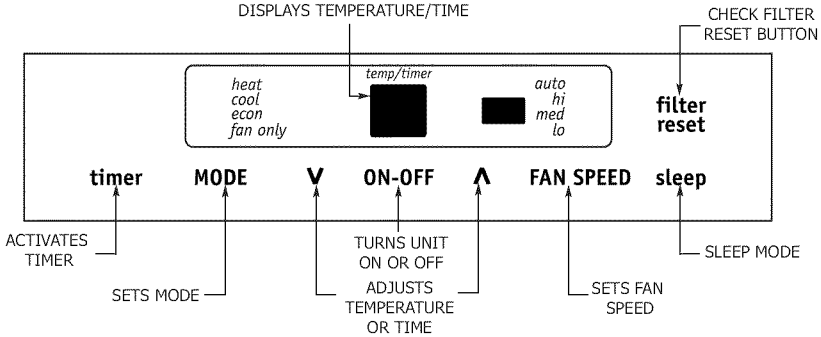 DISPLAYS TEMPERATURE/TIME
CHECK FILTER
RESET BUTTON
temp/timer
heat
cool
econ
fan only
auto
hi
med
lo
filter
reset
timer
MODE
V
ON-OFF
Λ
FAN SPEED
sleep
ACTIVATES
TIMER
SETS MODE
TURNS UNIT
ON OR OFF
ADJUSTS
TEMPERATURE
OR TIME
SETS FAN
SPEED
SLEEP MODE